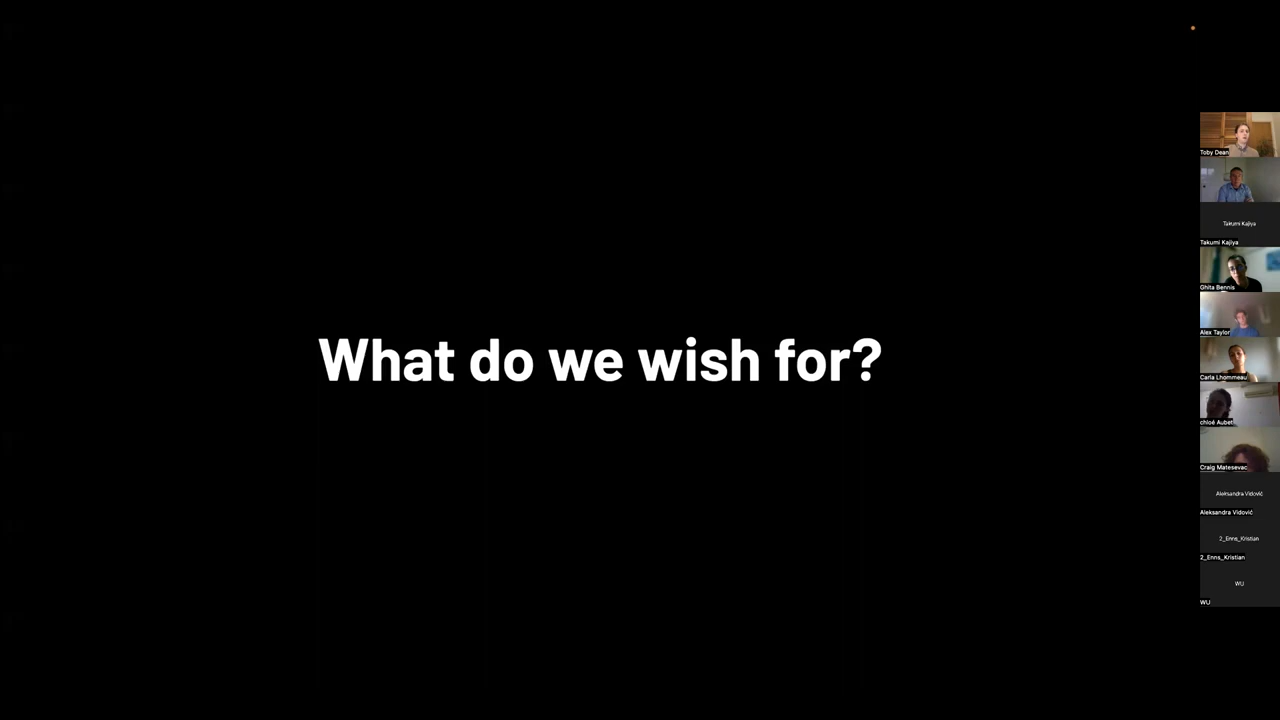 What do we wish for?
Toby Dean
Takumi Kajiya
Takumi Kajiya
Ghita Bennis
Alex Taylor
Carla Lhommeau
chloé Aubet
Craig Matesevac
Aleksandra Vidović
Aleksandra Vidović
2_Enns_Kristian
2_Enns_Kristian
WU
WU